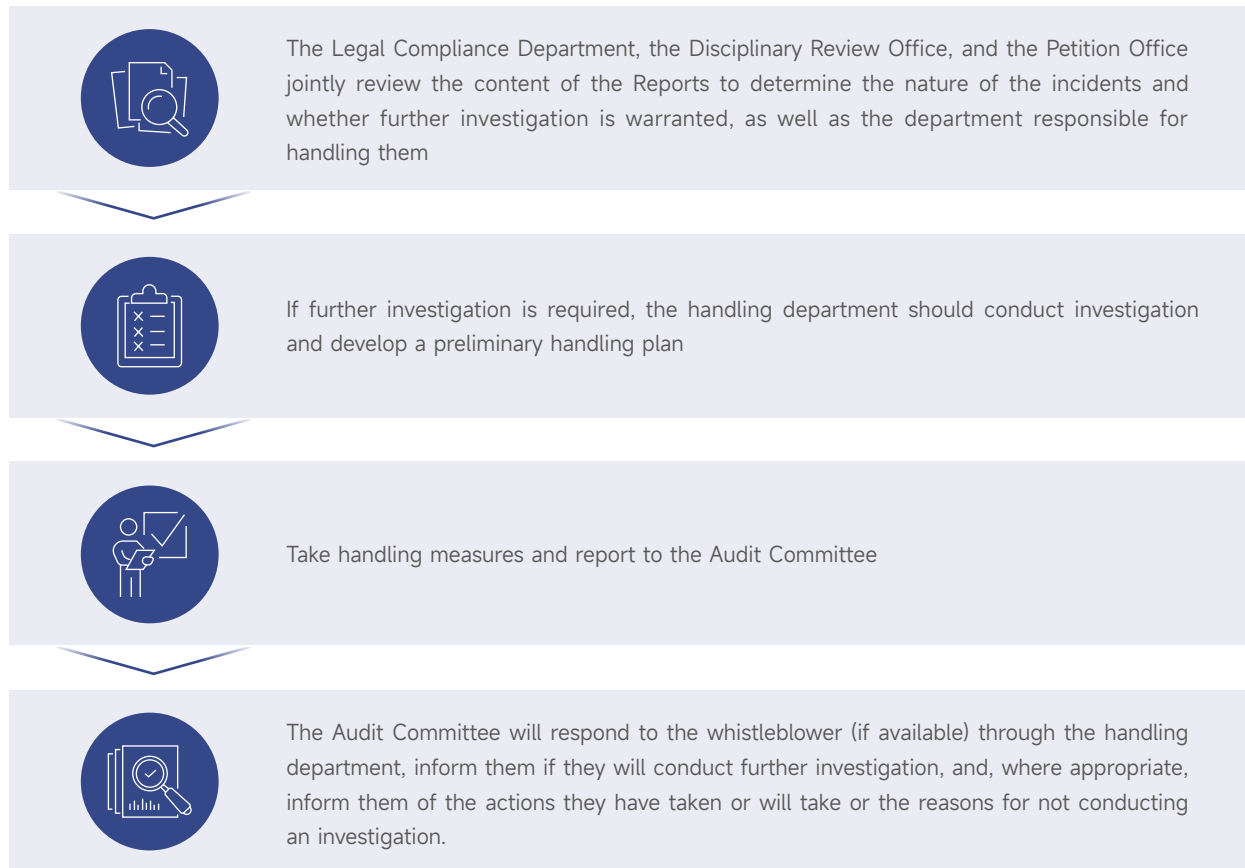 The Legal Compliance Department, the Disciplinary Review Office, and the Petition Office
jointly review the content of the Reports to determine the nature of the incidents and
whether further investigation is warranted, as well as the department responsible for
handling them
If further investigation is required, the handling department should conduct investigation
and develop a preliminary handling plan
Take handling measures and report to the Audit Committee
The Audit Committee will respond to the whistleblower (if available) through the handling
department, inform them if they will conduct further investigation, and, where appropriate,
inform them of the actions they have taken or will take or the reasons for not conducting
an investigation.